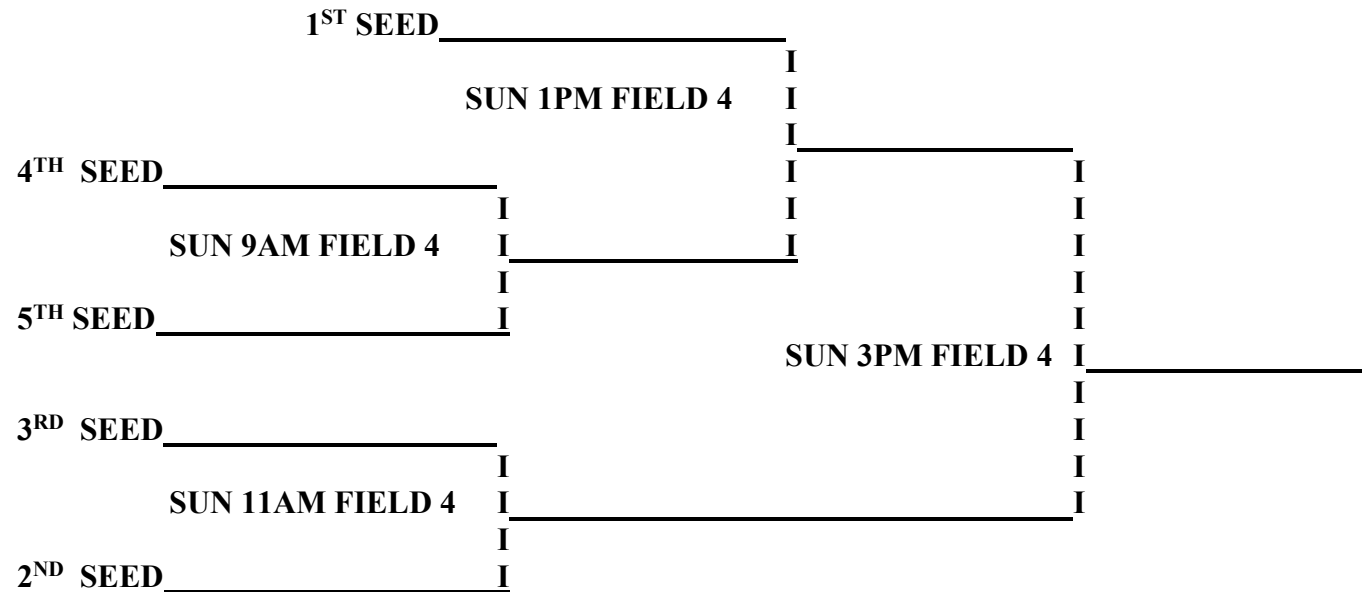 1ST SEED
SUN 1PM FIELD 4
4TH SEED
SUN 9AM FIELD 4
5TH SEED
SUN 3PM FIELD 4
3RD SEED
SUN 11AM FIELD 4
2ND SEED